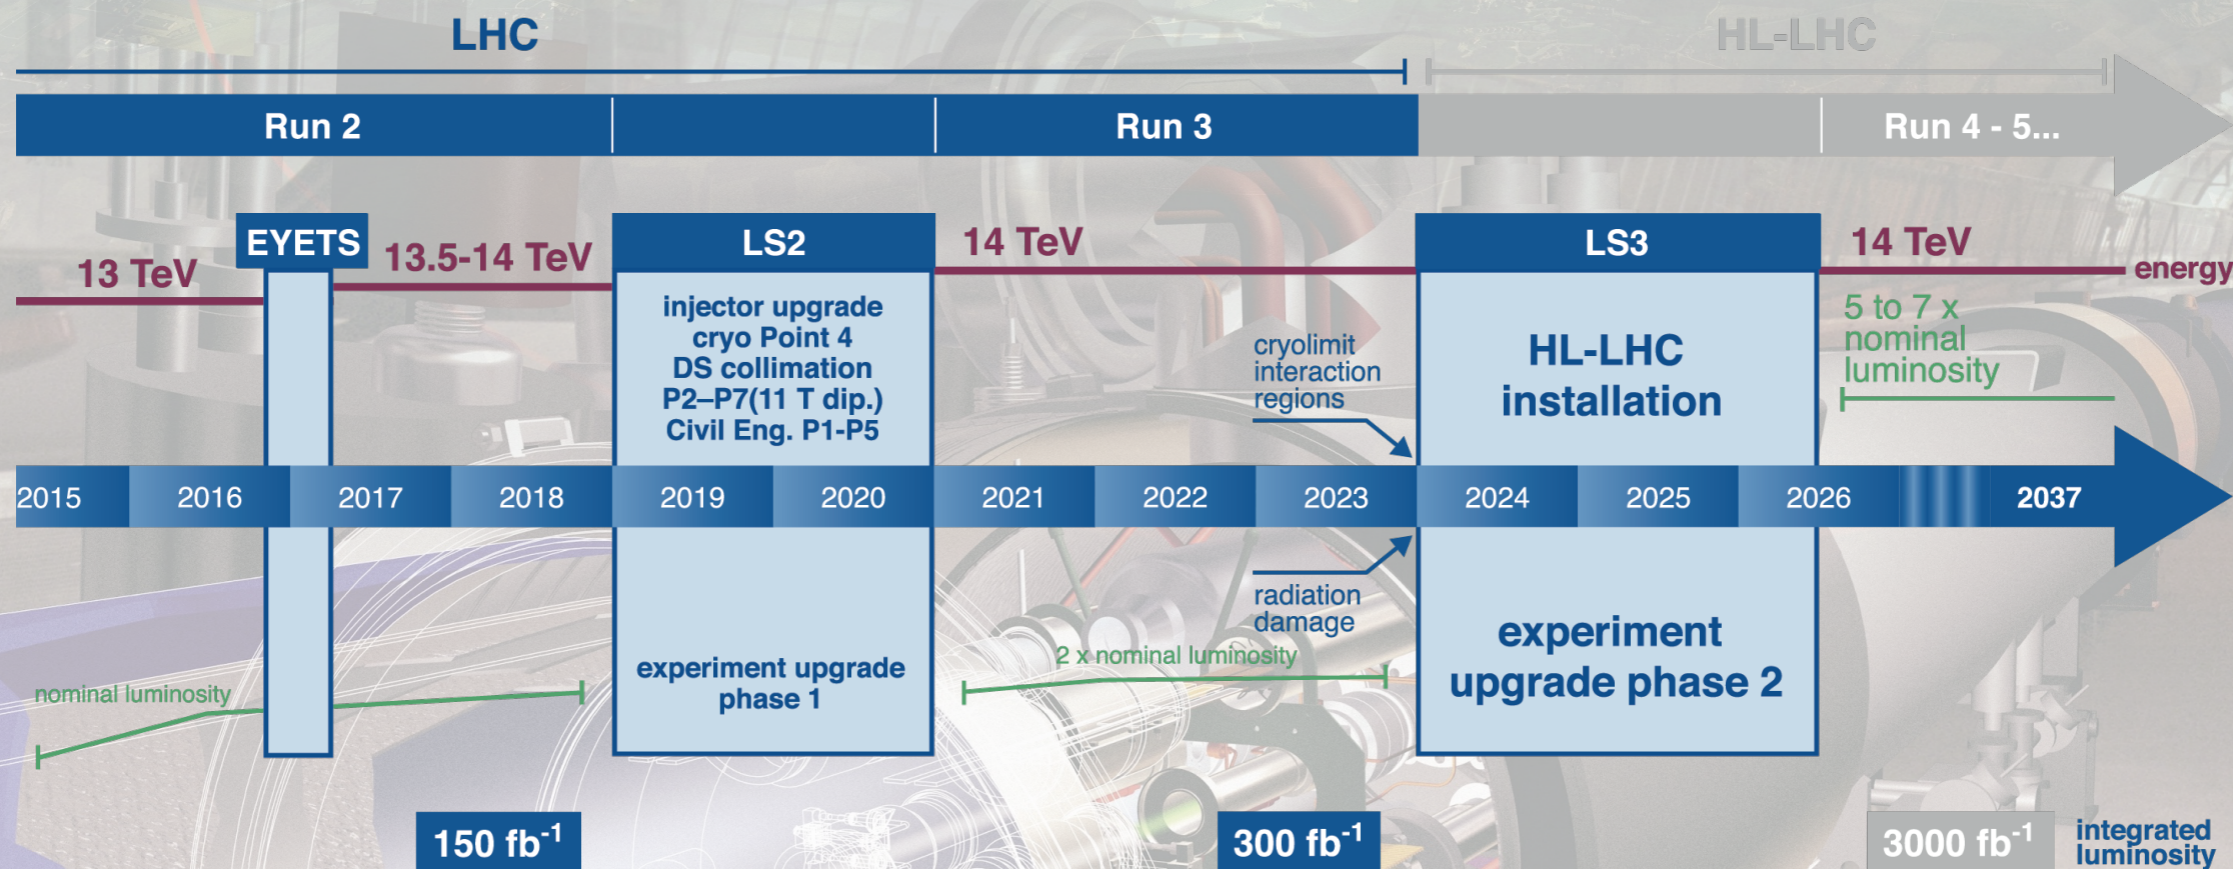 LHC
HL-LHC
Run 2
Run 3
Run 4 - 5...
EYETS
LS2
LS3
13 TeV
13.5-14 TeV
14 TeV
14 TeV
energy
injector upgrade
cryo Point 4
DS collimation
P2–P7(11 T dip.)
Civil Eng. P1-P5
cryolimit
interaction
regions
HL-LHC
installation
5 to 7 x
nominal
luminosity
2015 2016 2017 2018 2019 2020 2021 2022 2023 2024 2025 2026 2037
nominal luminosity
experiment upgrade
phase 1
radiation
damage
2 x nominal luminosity
experiment
upgrade phase 2
150 fb⁻¹
300 fb⁻¹
3000 fb⁻¹
integrated
luminosity